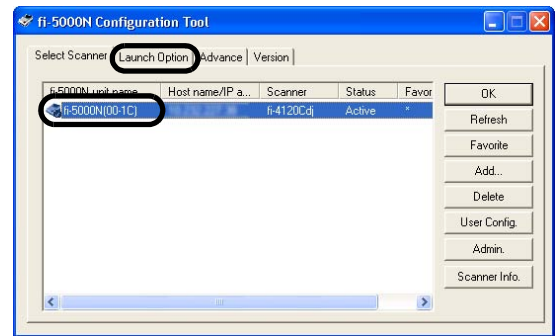 fi-5000N Configuration Tool
Select Scanner Launch Option Advance Version
fi-5000N unit name Host name/IP a... Scanner Status Favor
fi-5000N(00-1C) fi-4120Cdj Active *
OK
Refresh
Favorite
Add...
Delete
User Config.
Admin.
Scanner Info.